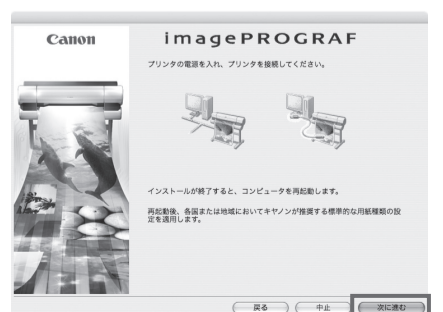 Canon
imagePROGRAF
プリンタの電源を入れ、プリンタを接続してください。
インストールが終了すると、コンピュータを再起動します。
再起動後、各国または地域においてキヤノンが推奨する標準的な用紙種類の設
定を適用します。
戻る
中止
次に進む